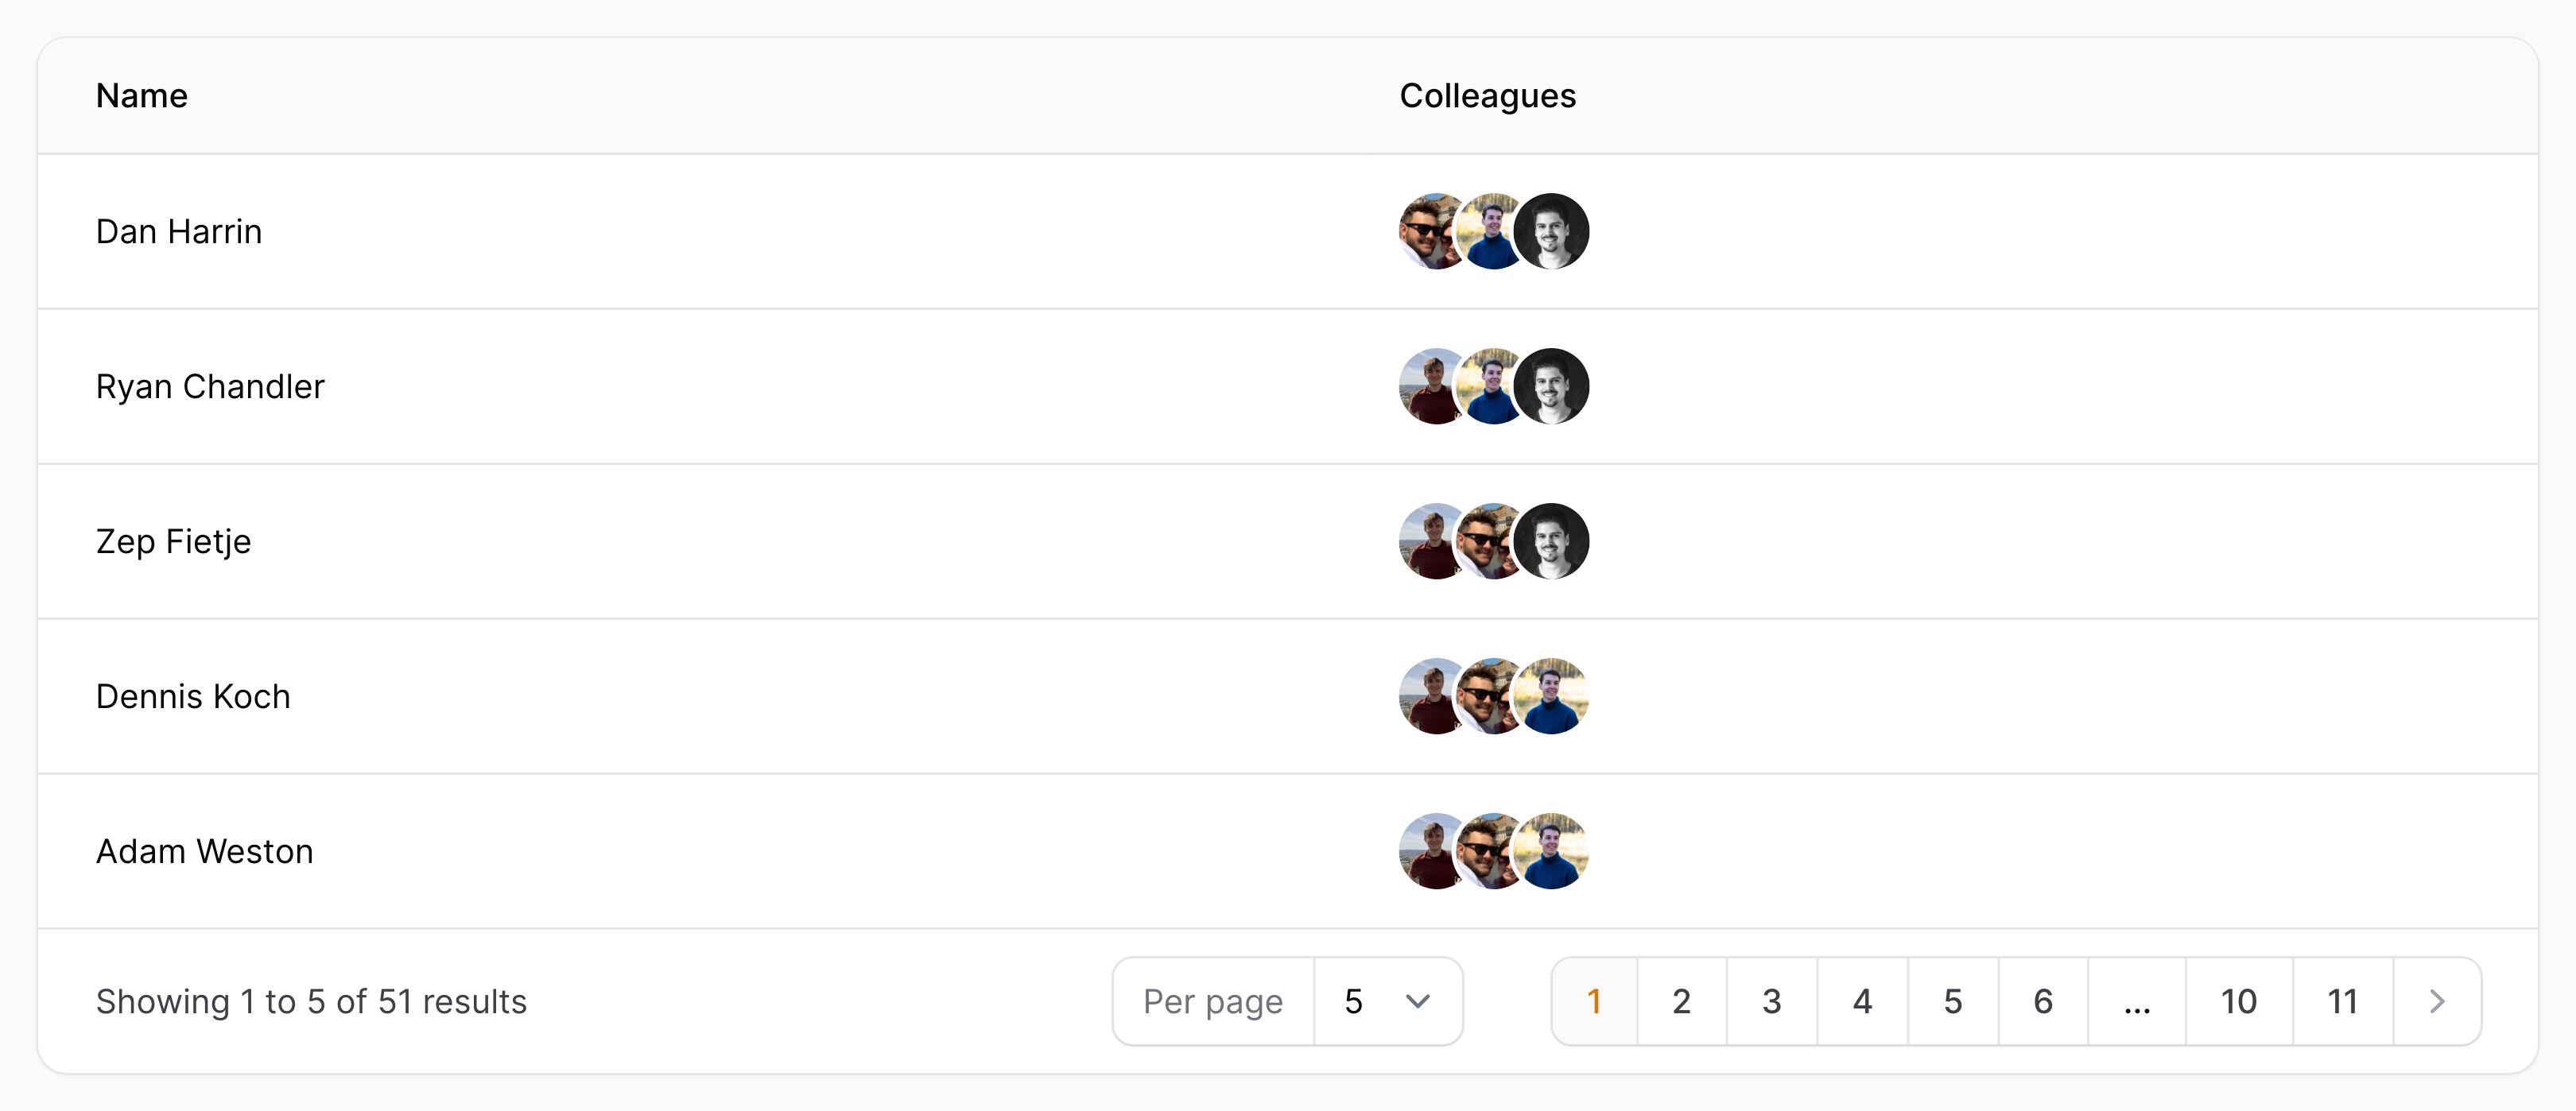 Name Colleagues
Dan Harrin
Ryan Chandler
Zep Fietje
Dennis Koch
Adam Weston
Showing 1 to 5 of 51 results Per page 5 1 2 3 4 5 6 ... 10 11